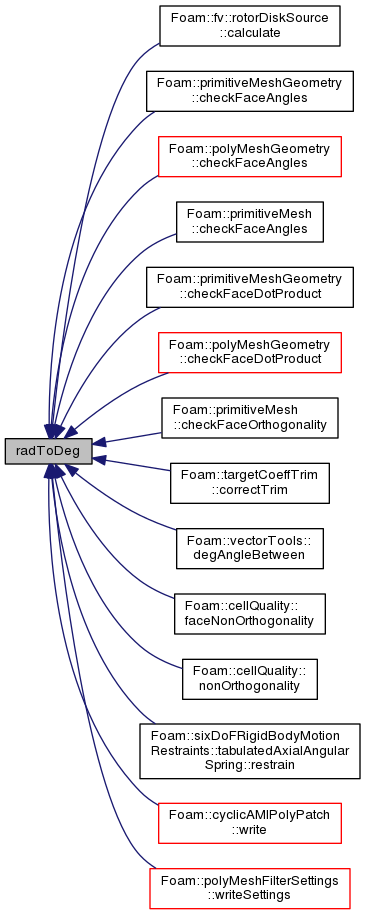 Foam::fv::rotorDiskSource
::calculate
Foam::primitiveMeshGeometry
::checkFaceAngles
Foam::polyMeshGeometry
::checkFaceAngles
Foam::primitiveMesh
::checkFaceAngles
Foam::primitiveMeshGeometry
::checkFaceDotProduct
Foam::polyMeshGeometry
::checkFaceDotProduct
Foam::primitiveMesh
::checkFaceOrthogonality
radToDeg
Foam::targetCoeffTrim
::correctTrim
Foam::vectorTools::
degAngleBetween
Foam::cellQuality::
faceNonOrthogonality
Foam::cellQuality::
nonOrthogonality
Foam::sixDoFRigidBodyMotion
Restraints::tabulatedAxialAngular
Spring::restrain
Foam::cyclicAMIPolyPatch
::write
Foam::polyMeshFilterSettings
::writeSettings